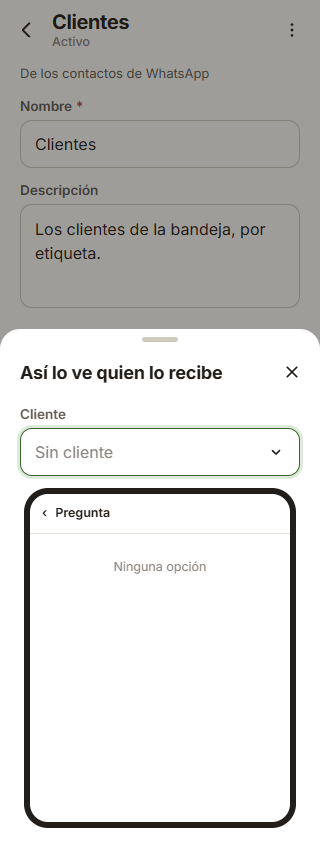 Clientes
Activo
De los contactos de WhatsApp
Nombre *
Clientes
Descripción
Los clientes de la bandeja, por
etiqueta.
Así lo ve quien lo recibe
Cliente
Sin cliente
Pregunta
Ninguna opción